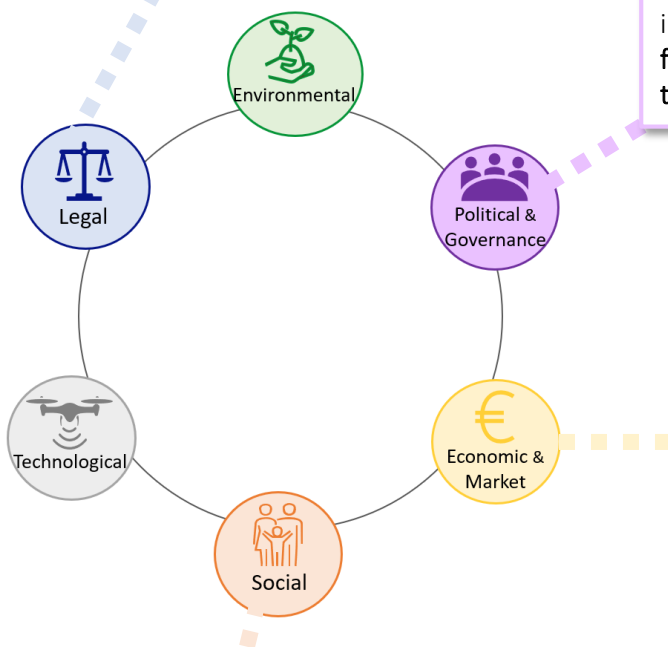 Environmental
i
f
t
Legal
Political &
Governance
€
Technological
Economic &
Market
Social